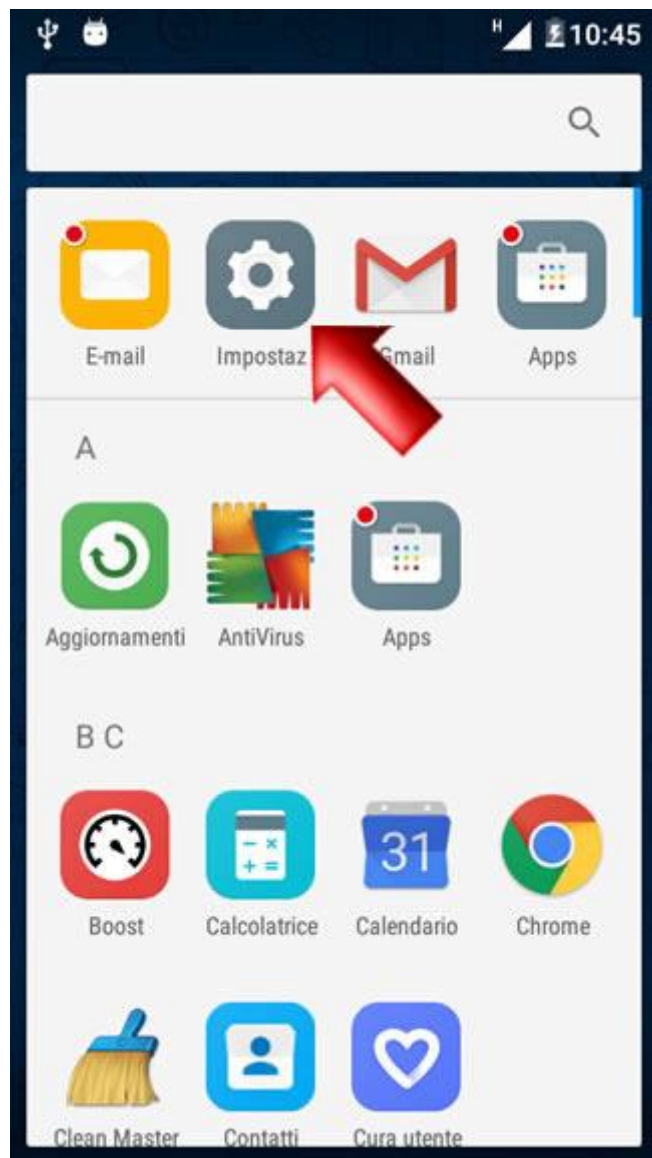 H 10:45
E-mail Impostaz Gmail Apps
A
Aggiornamenti AntiVirus Apps
B C
31
Boost Calcolatrice Calendario Chrome
Clean Master Contatti Cura utente